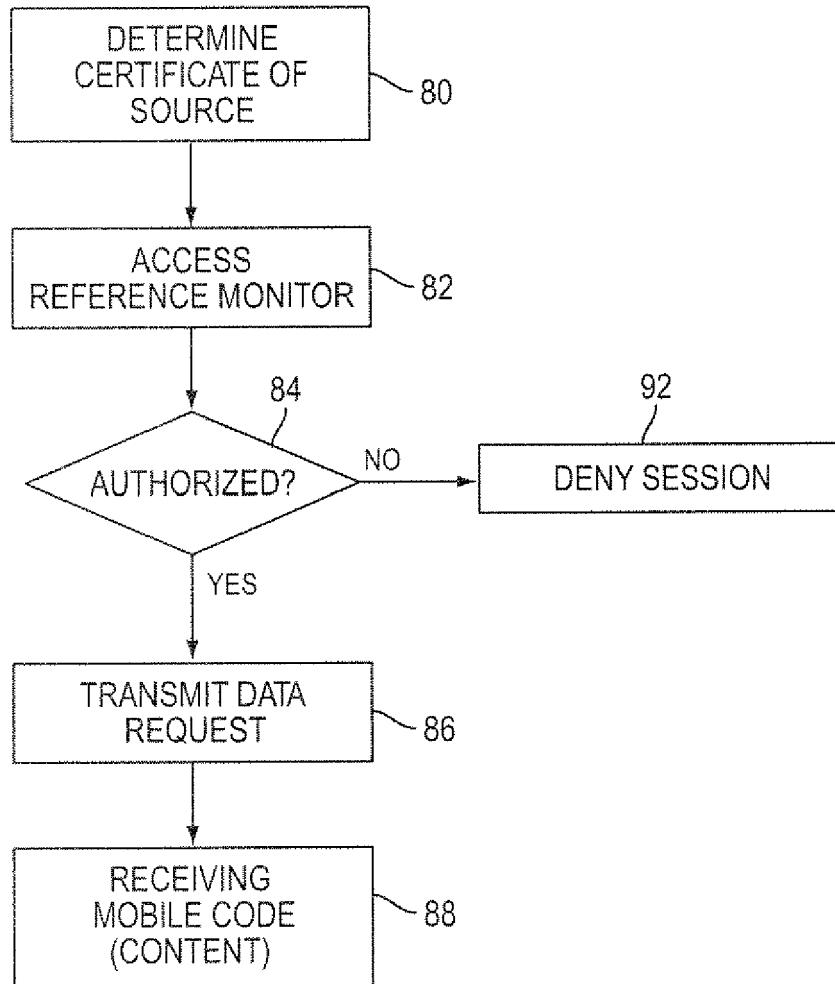 DETERMINE
CERTIFICATE OF
SOURCE
80
ACCESS
REFERENCE MONITOR
82
84
AUTHORIZED?
NO
92
DENY SESSION
YES
TRANSMIT DATA
REQUEST
86
RECEIVING
MOBILE CODE
(CONTENT)
88